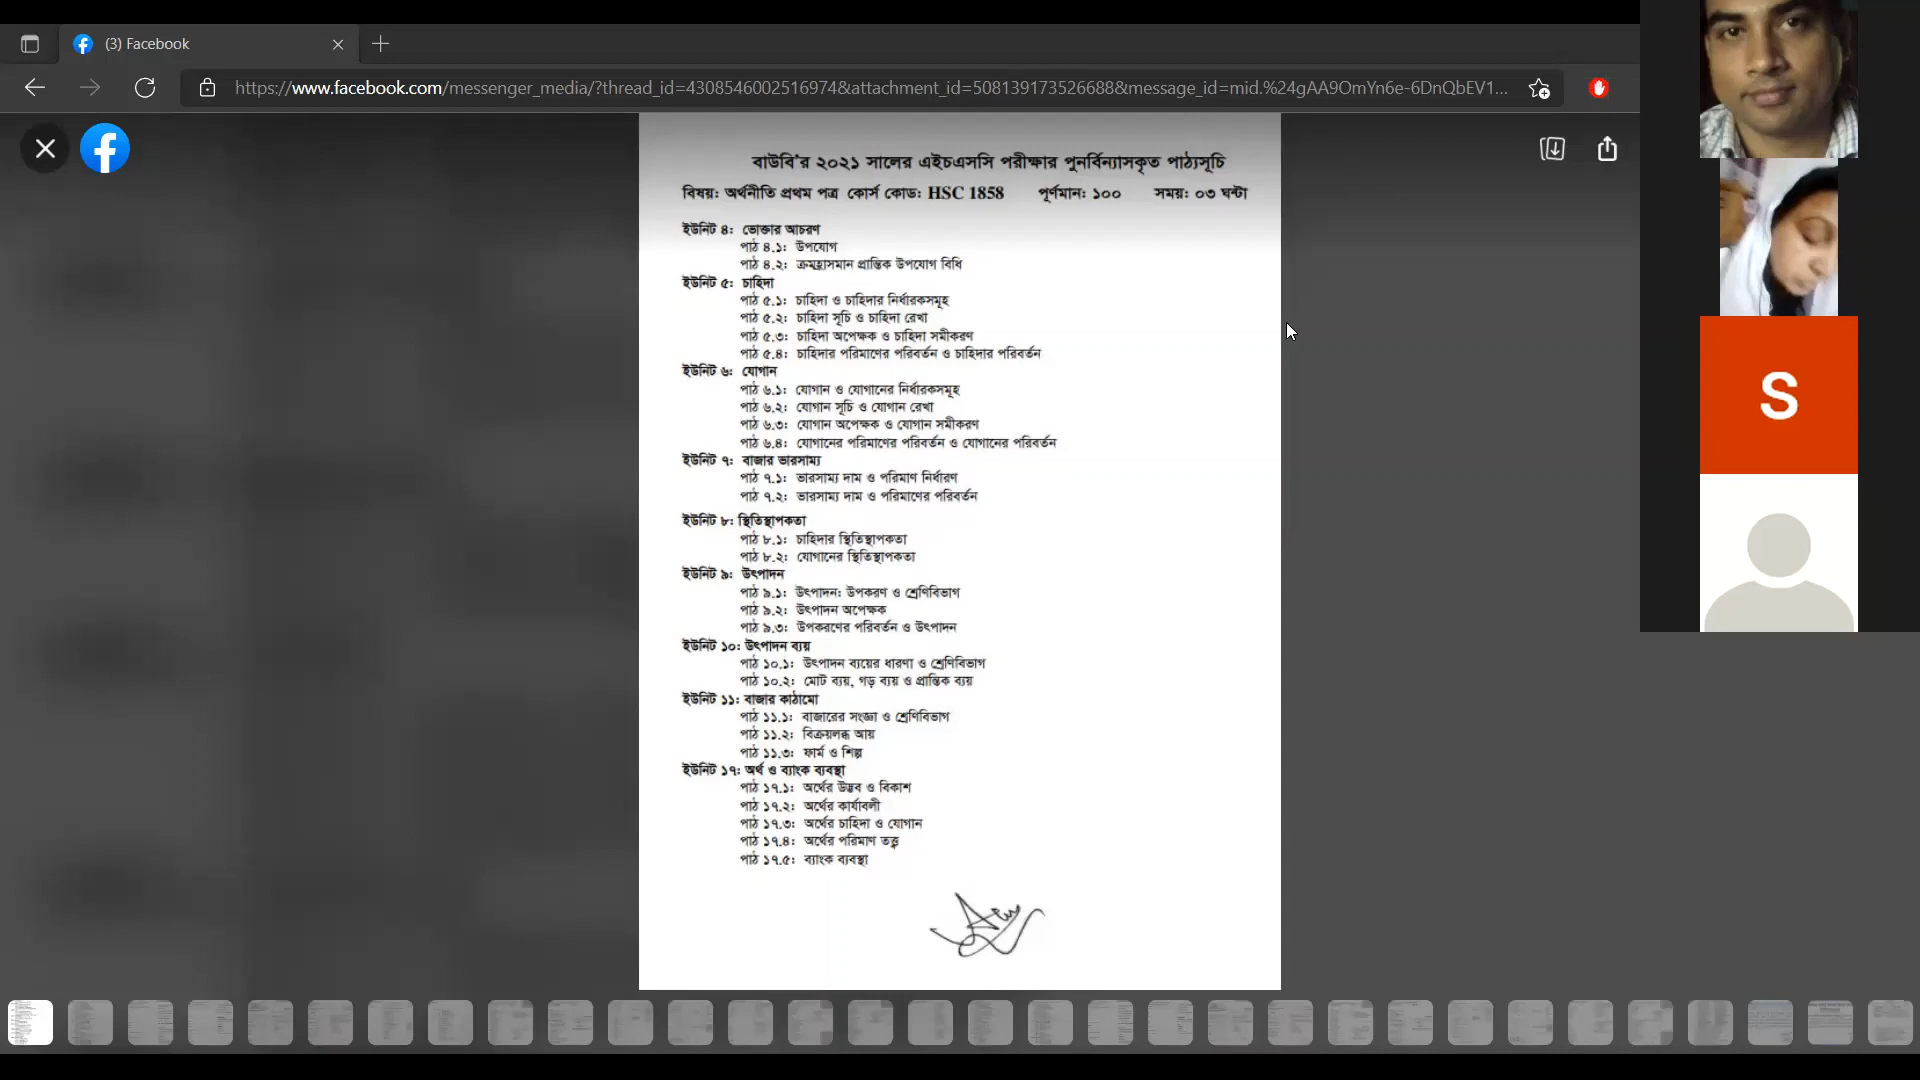 (3) Facebook
https://www.facebook.com/messenger_media/?thread_id=4308546002516974&attachment_id=508139173526688&message_id=mid.%24gAA9OmYn6e-6DnQbEV1...
বাউবি'র ২০২১ সালের এইচএসসি পরীক্ষার পুনর্বিন্যাসকৃত পাঠ্যসূচি
বিষয়: অর্থনীতি প্রথম পত্র কোর্স কোড: HSC 1858 পূর্ণমান: ১০০ সময়: ০৩ ঘন্টা
ইউনিট ৪: ভোক্তার আচরণ
পাঠ ৪.১: উপযোগ
পাঠ ৪.২: ক্রমহ্রাসমান প্রান্তিক উপযোগ বিধি
ইউনিট ৫: চাহিদা
পাঠ ৫.১: চাহিদা ও চাহিদার নির্ধারকসমূহ
পাঠ ৫.২: চাহিদা সূচি ও চাহিদা রেখা
পাঠ ৫.৩: চাহিদা অপেক্ষক ও চাহিদা সমীকরণ
পাঠ ৫.৪: চাহিদার পরিমাণের পরিবর্তন ও চাহিদার পরিবর্তন
ইউনিট ৬: যোগান
পাঠ ৬.১: যোগান ও যোগানের নির্ধারকসমূহ
পাঠ ৬.২: যোগান সূচি ও যোগান রেখা
পাঠ ৬.৩: যোগান অপেক্ষক ও যোগান সমীকরণ
পাঠ ৬.৪: যোগানের পরিমাণের পরিবর্তন ও যোগানের পরিবর্তন
ইউনিট ৭: বাজার ভারসাম্য
পাঠ ৭.১: ভারসাম্য দাম ও পরিমাণ নির্ধারণ
পাঠ ৭.২: ভারসাম্য দাম ও পরিমাণের পরিবর্তন
ইউনিট ৮: স্থিতিস্থাপকতা
পাঠ ৮.১: চাহিদার স্থিতিস্থাপকতা
পাঠ ৮.২: যোগানের স্থিতিস্থাপকতা
ইউনিট ৯: উৎপাদন
পাঠ ৯.১: উৎপাদন: উপকরণ ও শ্রেণিবিভাগ
পাঠ ৯.২: উৎপাদন অপেক্ষক
পাঠ ৯.৩: উপকরণের পরিবর্তন ও উৎপাদন
ইউনিট ১০: উৎপাদন ব্যয়
পাঠ ১০.১: উৎপাদন ব্যয়ের ধারণা ও শ্রেণিবিভাগ
পাঠ ১০.২: মোট ব্যয়, গড় ব্যয় ও প্রান্তিক ব্যয়
ইউনিট ১১: বাজার কাঠামো
পাঠ ১১.১: বাজারের সংজ্ঞা ও শ্রেণিবিভাগ
পাঠ ১১.২: বিক্রয়লব্ধ আয়
পাঠ ১১.৩: ফার্ম ও শিল্প
ইউনিট ১৭: অর্থ ও ব্যাংক ব্যবস্থা
পাঠ ১৭.১: অর্থের উদ্ভব ও বিকাশ
পাঠ ১৭.২: অর্থের কার্যাবলী
পাঠ ১৭.৩: অর্থের চাহিদা ও যোগান
পাঠ ১৭.৪: অর্থের পরিমাণ তত্ত্ব
পাঠ ১৭.৫: ব্যাংক ব্যবস্থা
S